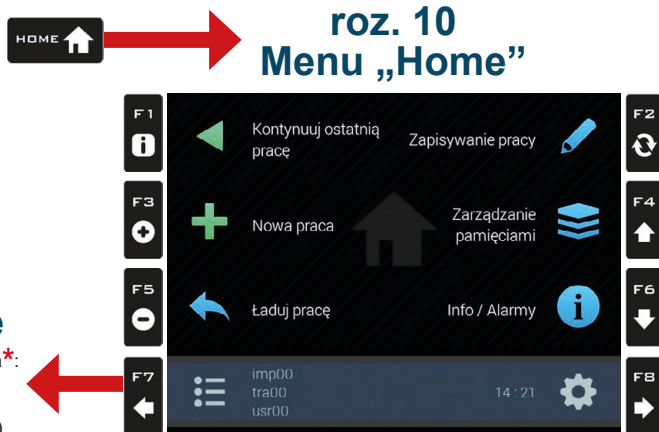 HOME
roz. 10
Menu „Home”
F1
Kontynuuj ostatnią
pracę
Zapisywanie pracy
F2
F3
Nowa praca
Zarządzanie
pamięciami
F4
F5
Ładuj pracę
Info / Alarmy
F6
F7
imp00
tra00
usr00
14:21
F8